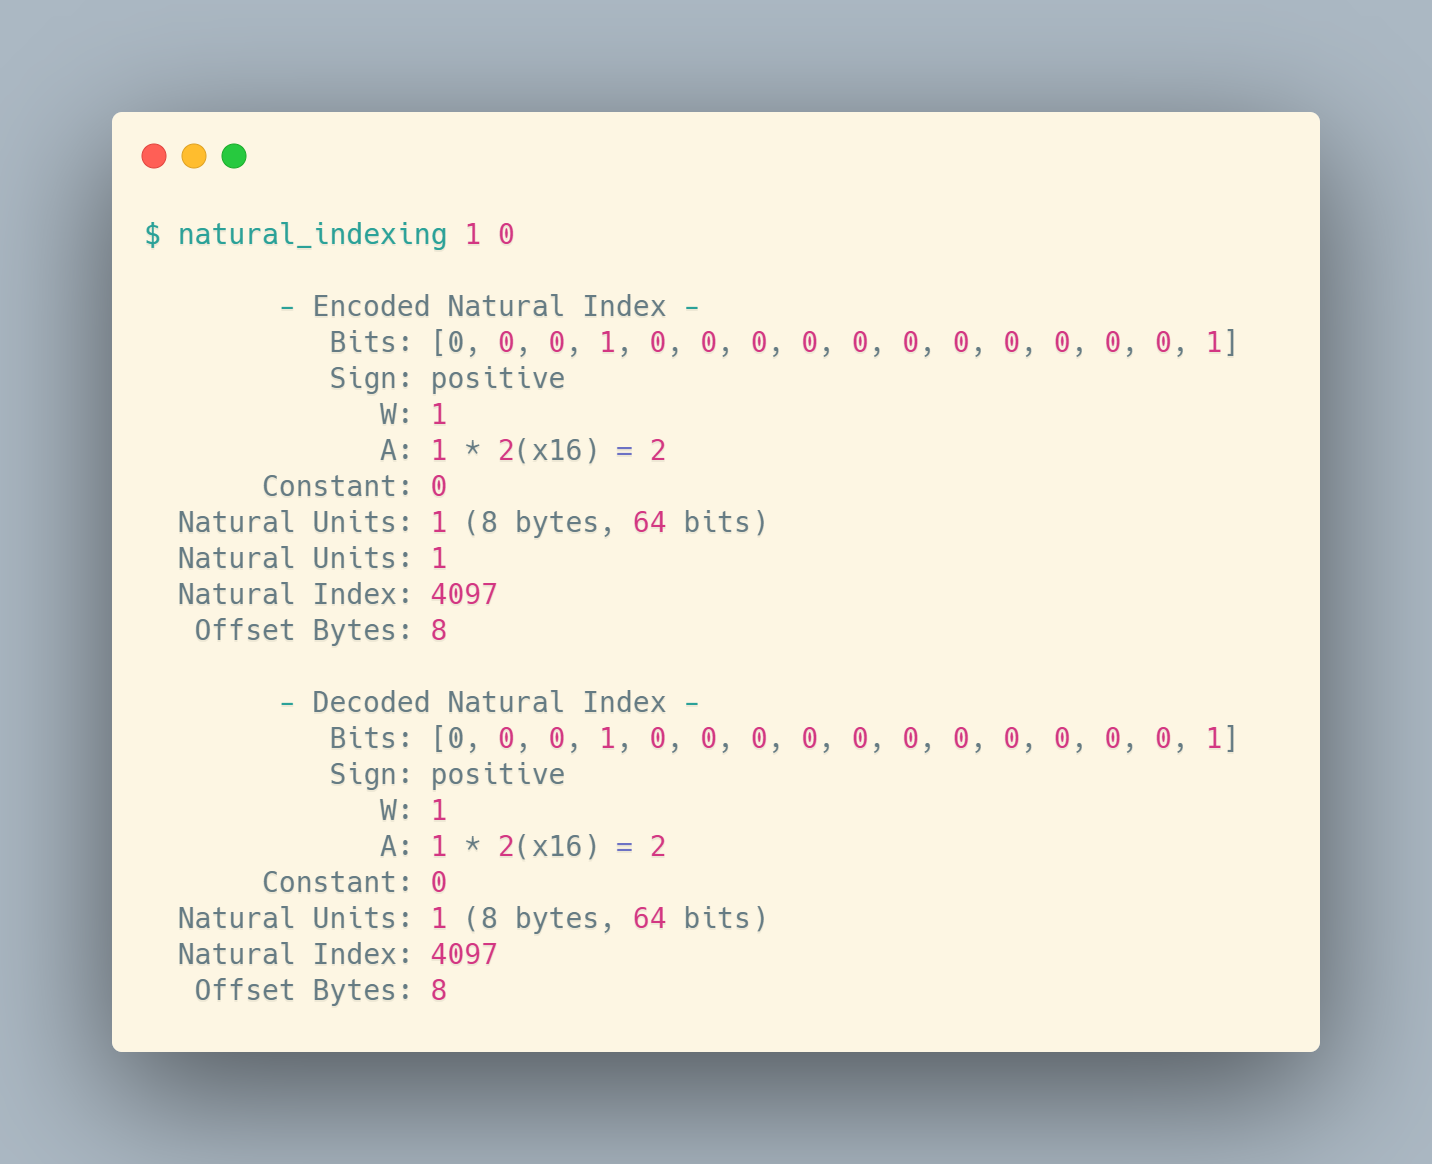 $ natural_indexing 1 0
- Encoded Natural Index -
Bits: [0, 0, 0, 1, 0, 0, 0, 0, 0, 0, 0, 0, 0, 0, 0, 1]
Sign: positive
W: 1
A: 1 * 2(x16) = 2
Constant: 0
Natural Units: 1 (8 bytes, 64 bits)
Natural Units: 1
Natural Index: 4097
Offset Bytes: 8
- Decoded Natural Index -
Bits: [0, 0, 0, 1, 0, 0, 0, 0, 0, 0, 0, 0, 0, 0, 0, 1]
Sign: positive
W: 1
A: 1 * 2(x16) = 2
Constant: 0
Natural Units: 1 (8 bytes, 64 bits)
Natural Index: 4097
Offset Bytes: 8